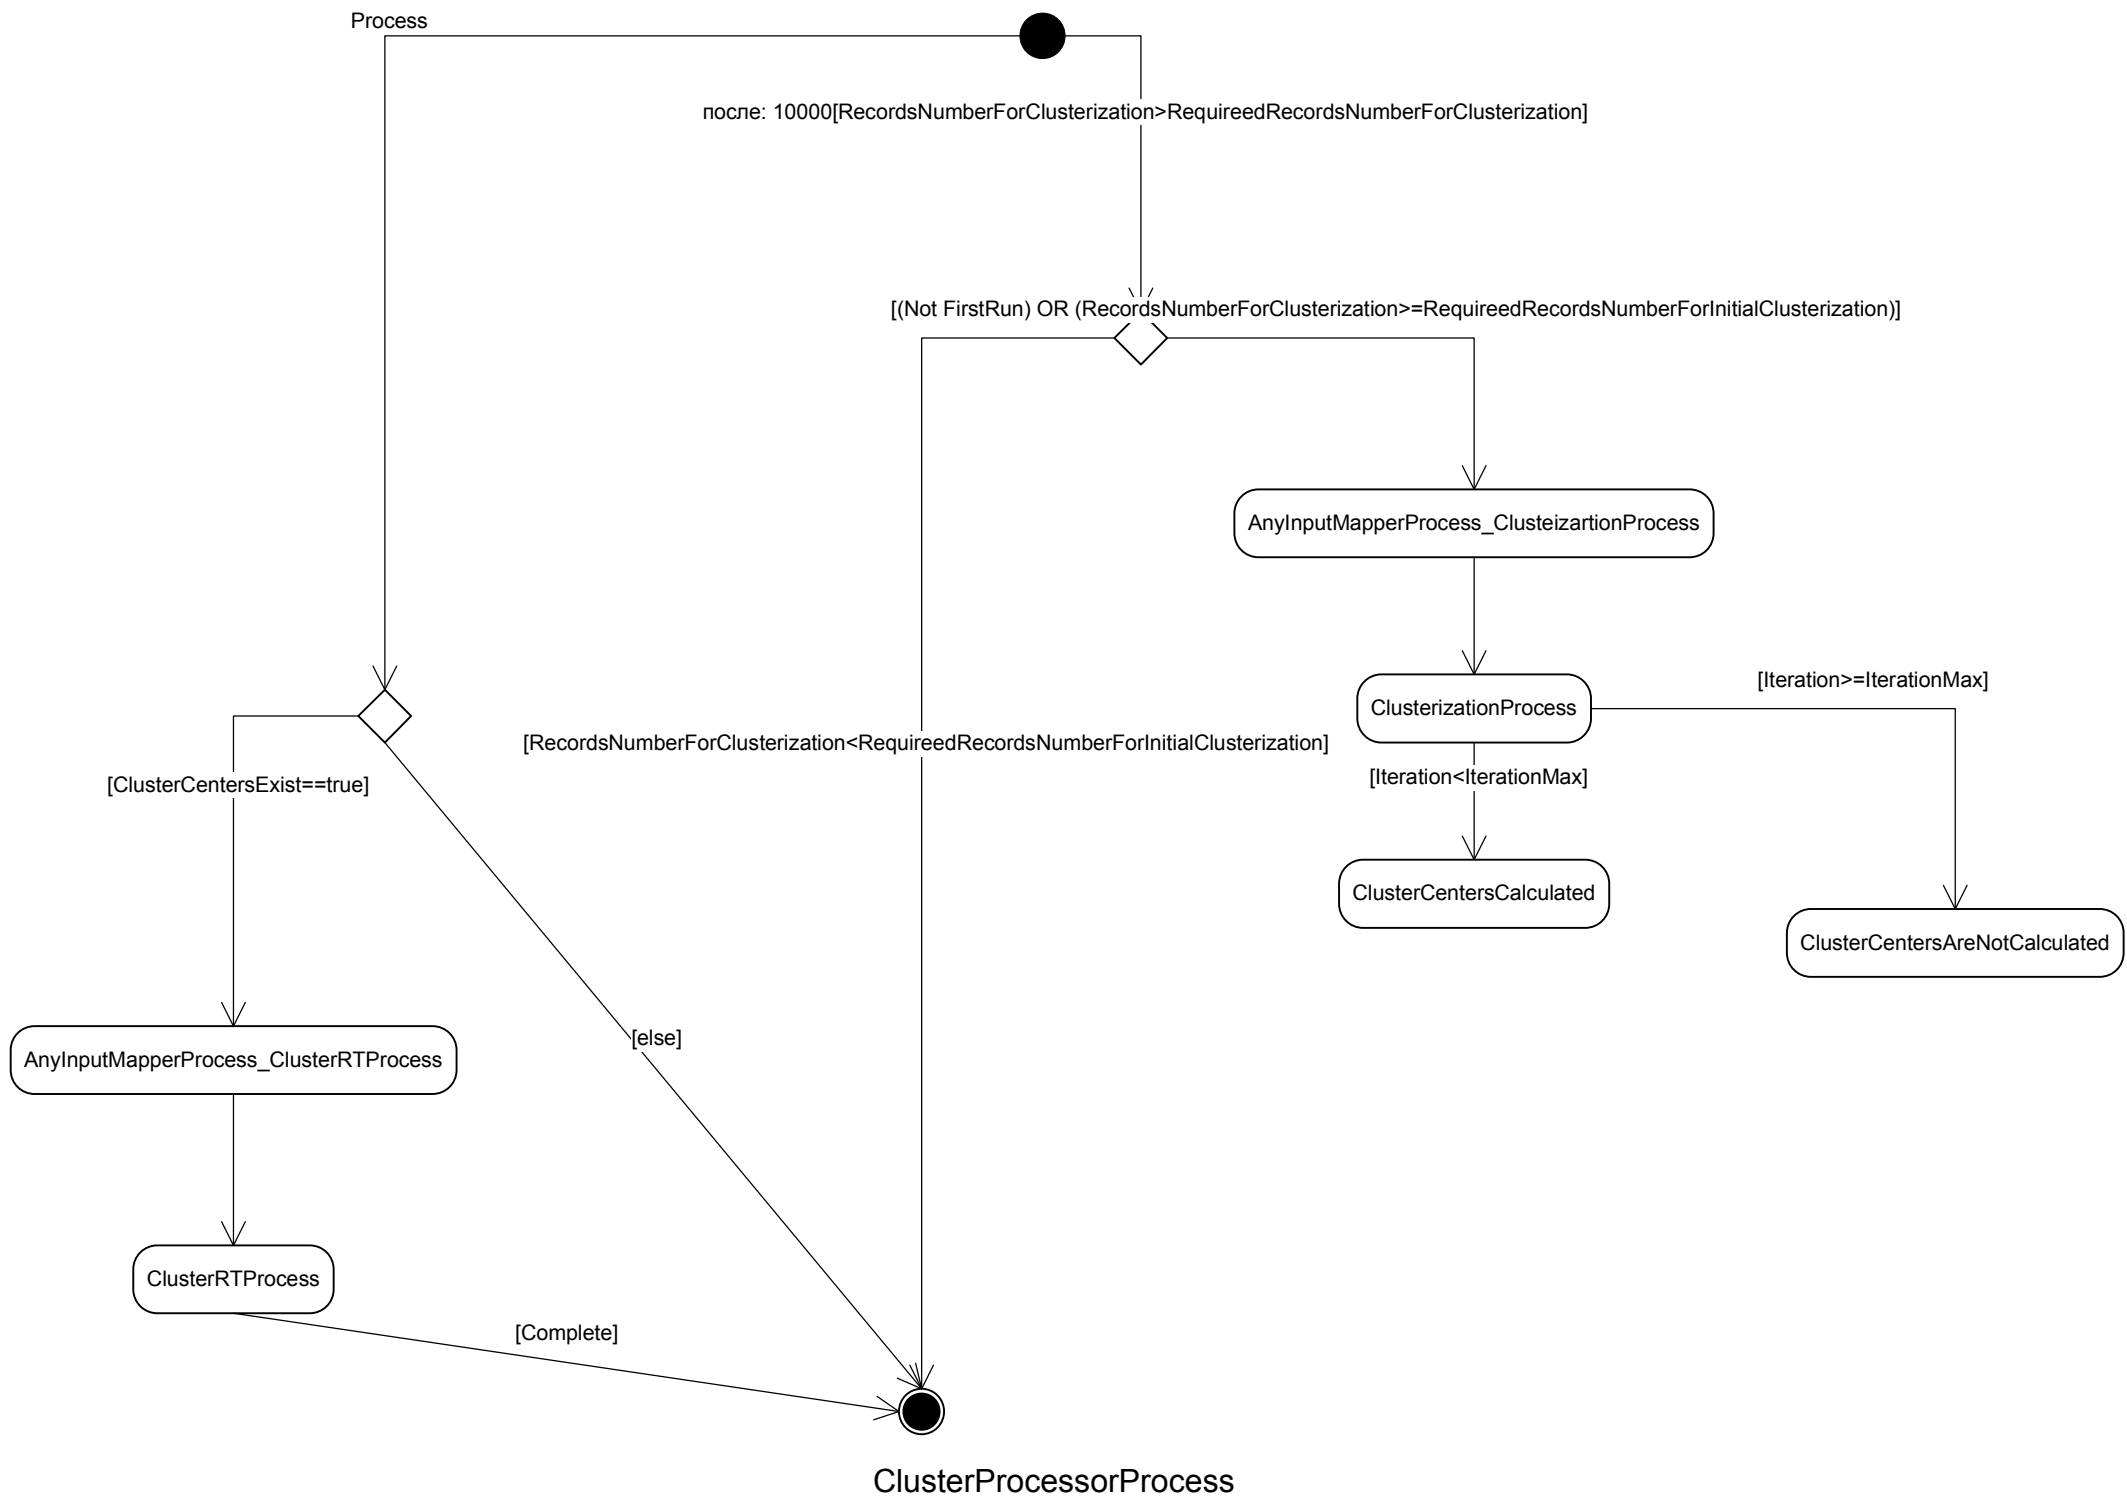 Process
после: 10000[RecordsNumberForClusterization>RequireedRecordsNumberForClusterization]
[(Not FirstRun) OR (RecordsNumberForClusterization>=RequireedRecordsNumberForInitialClusterization)]
AnyInputMapperProcess_ClusteizartionProcess
[Iteration>=IterationMax]
ClusterizationProcess
[RecordsNumberForClusterization<RequireedRecordsNumberForInitialClusterization]
[Iteration<IterationMax]
[ClusterCentersExist==true]
ClusterCentersCalculated
ClusterCentersAreNotCalculated
[else]
AnyInputMapperProcess_ClusterRTProcess
ClusterRTProcess
[Complete]
ClusterProcessorProcess